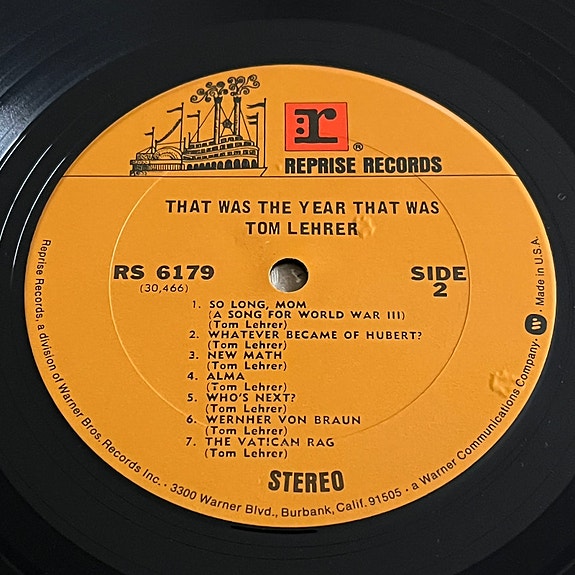 r ®
REPRISE RECORDS
THAT WAS THE YEAR THAT WAS
TOM LEHRER
RS 6179
(30,466)
SIDE
2
1. SO LONG, MOM
(A SONG FOR WORLD WAR III)
(Tom Lehrer)
2. WHATEVER BECAME OF HUBERT?
(Tom Lehrer)
3. NEW MATH
(Tom Lehrer)
4. ALMA
(Tom Lehrer)
5. WHO'S NEXT?
(Tom Lehrer)
6. WERNHER VON BRAUN
(Tom Lehrer)
7. THE VATICAN RAG
(Tom Lehrer)
STEREO
Reprise Records, a division of Warner Bros. Records Inc. • 3300 Warner Blvd., Burbank, Calif. 91505 • a Warner Communications Company • W • Made in U.S.A.